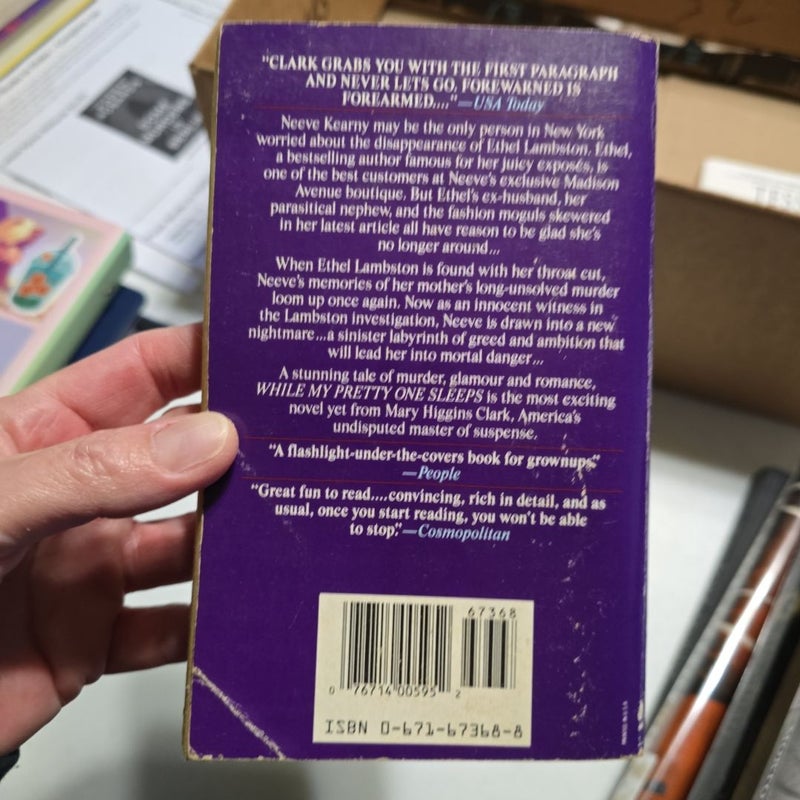 "CLARK GRABS YOU WITH THE FIRST PARAGRAPH
AND NEVER LETS GO. FOREWARNED IS
FOREARMED...."—USA Today
Neeve Kearny may be the only person in New York
worried about the disappearance of Ethel Lambston. Ethel,
a bestselling author famous for her juicy exposés, is
one of the best customers at Neeve's exclusive Madison
Avenue boutique. But Ethel's ex-husband, her
parasitical nephew, and the fashion moguls skewered
in her latest article all have reason to be glad she's
no longer around...
When Ethel Lambston is found with her throat cut,
Neeve's memories of her mother's long-unsolved murder
loom up once again. Now as an innocent witness in
the Lambston investigation, Neeve is drawn into a new
nightmare...a sinister labyrinth of greed and ambition that
will lead her into mortal danger...
A stunning tale of murder, glamour and romance,
WHILE MY PRETTY ONE SLEEPS is the most exciting
novel yet from Mary Higgins Clark, America's
undisputed master of suspense.
"A flashlight-under-the-covers book for grownups."
—People
"Great fun to read....convincing, rich in detail, and as
usual, once you start reading, you won't be able
to stop."—Cosmopolitan
67368
0 76714 00595 2
ISBN 0-671-67368-8